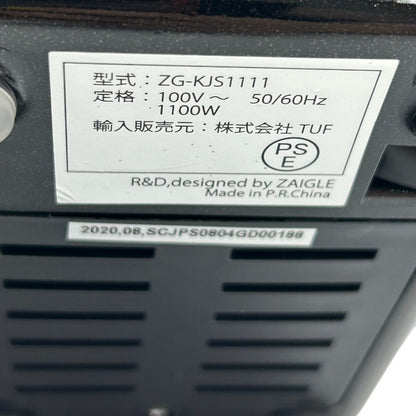 型式：ZG-KJS1111
定格：100V～ 50/60Hz
1100W
輸入販売元：株式会社 TUF
PS
E
R&D,designed by ZAIGLE
Made in P.R.China
2020,08,SCJPS0804GD00188